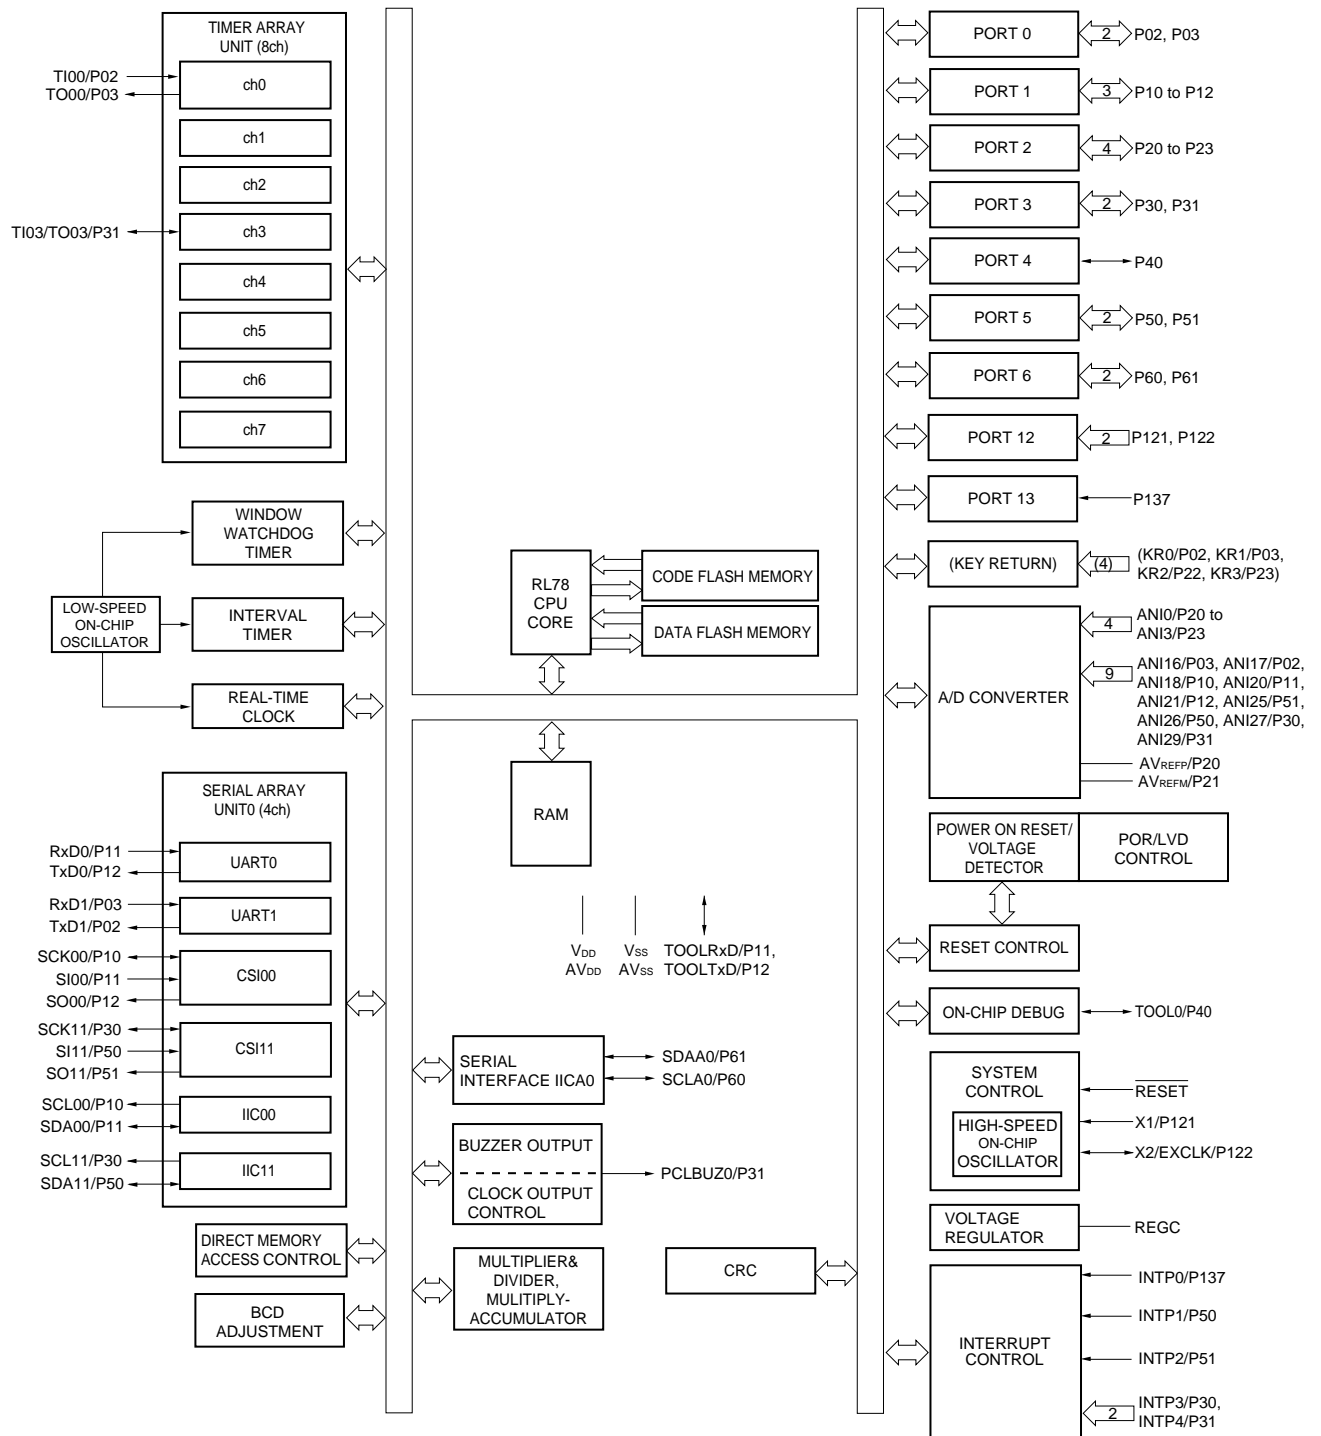 TIMER ARRAY
UNIT (8ch)
TI00/P02
TO00/P03
ch0
ch1
ch2
TI03/TO03/P31
ch3
ch4
ch5
ch6
ch7
WINDOW
WATCHDOG
TIMER
LOW-SPEED
ON-CHIP
OSCILLATOR
INTERVAL
TIMER
REAL-TIME
CLOCK
SERIAL ARRAY
UNIT0 (4ch)
RxD0/P11
TxD0/P12
UART0
RxD1/P03
TxD1/P02
UART1
SCK00/P10
SI00/P11
SO00/P12
CSI00
SCK11/P30
SI11/P50
SO11/P51
CSI11
SCL00/P10
SDA00/P11
IIC00
SCL11/P30
SDA11/P50
IIC11
DIRECT MEMORY
ACCESS CONTROL
BCD
ADJUSTMENT
RL78
CPU
CORE
CODE FLASH MEMORY
DATA FLASH MEMORY
RAM
VDD
AVDD
VSS
AVSS
TOOLRxD/P11,
TOOLTxD/P12
SERIAL
INTERFACE IICA0
SDAA0/P61
SCLA0/P60
BUZZER OUTPUT
CLOCK OUTPUT
CONTROL
PCLBUZ0/P31
MULTIPLIER&
DIVIDER,
MULITIPLY-
ACCUMULATOR
CRC
PORT 0
2
P02, P03
PORT 1
3
P10 to P12
PORT 2
4
P20 to P23
PORT 3
2
P30, P31
PORT 4
P40
PORT 5
2
P50, P51
PORT 6
2
P60, P61
PORT 12
2
P121, P122
PORT 13
P137
(KEY RETURN)
(4)
(KR0/P02, KR1/P03,
KR2/P22, KR3/P23)
A/D CONVERTER
4
ANI0/P20 to
ANI3/P23
9
ANI16/P03, ANI17/P02,
ANI18/P10, ANI20/P11,
ANI21/P12, ANI25/P51,
ANI26/P50, ANI27/P30,
ANI29/P31
AVREFP/P20
AVREFM/P21
POWER ON RESET/
VOLTAGE
DETECTOR
POR/LVD
CONTROL
RESET CONTROL
ON-CHIP DEBUG
TOOL0/P40
SYSTEM
CONTROL
HIGH-SPEED
ON-CHIP
OSCILLATOR
RESET
X1/P121
X2/EXCLK/P122
VOLTAGE
REGULATOR
REGC
INTERRUPT
CONTROL
INTP0/P137
INTP1/P50
INTP2/P51
2
INTP3/P30,
INTP4/P31